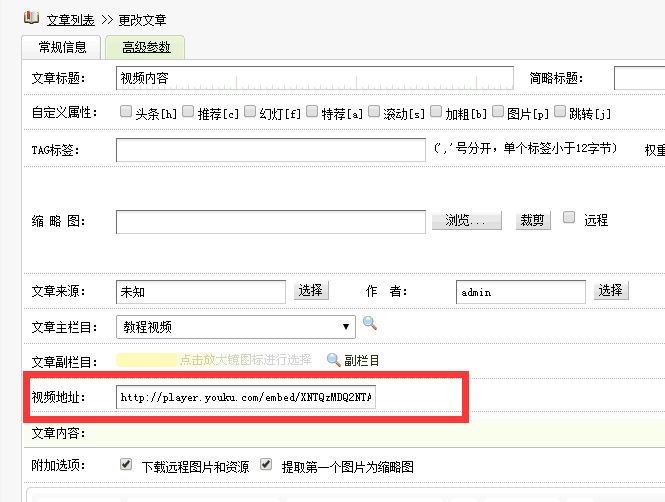 文章列表 >> 更改文章
常规信息 高级参数
文章标题： 视频内容 简略标题：
自定义属性： 头条[h] 推荐[c] 幻灯[f] 特荐[a] 滚动[s] 加粗[b] 图片[p] 跳转[j]
TAG标签： (','号分开，单个标签小于12字节) 权重
缩 略 图： 浏览... 裁剪 远程
文章来源： 未知 选择 作 者： admin 选择
文章主栏目： 教程视频
文章副栏目： 点击放大镜图标进行选择 副栏目
视频地址： http://player.youku.com/embed/XNTQzMDQ2NTA
文章内容：
附加选项： 下载远程图片和资源 提取第一个图片为缩略图